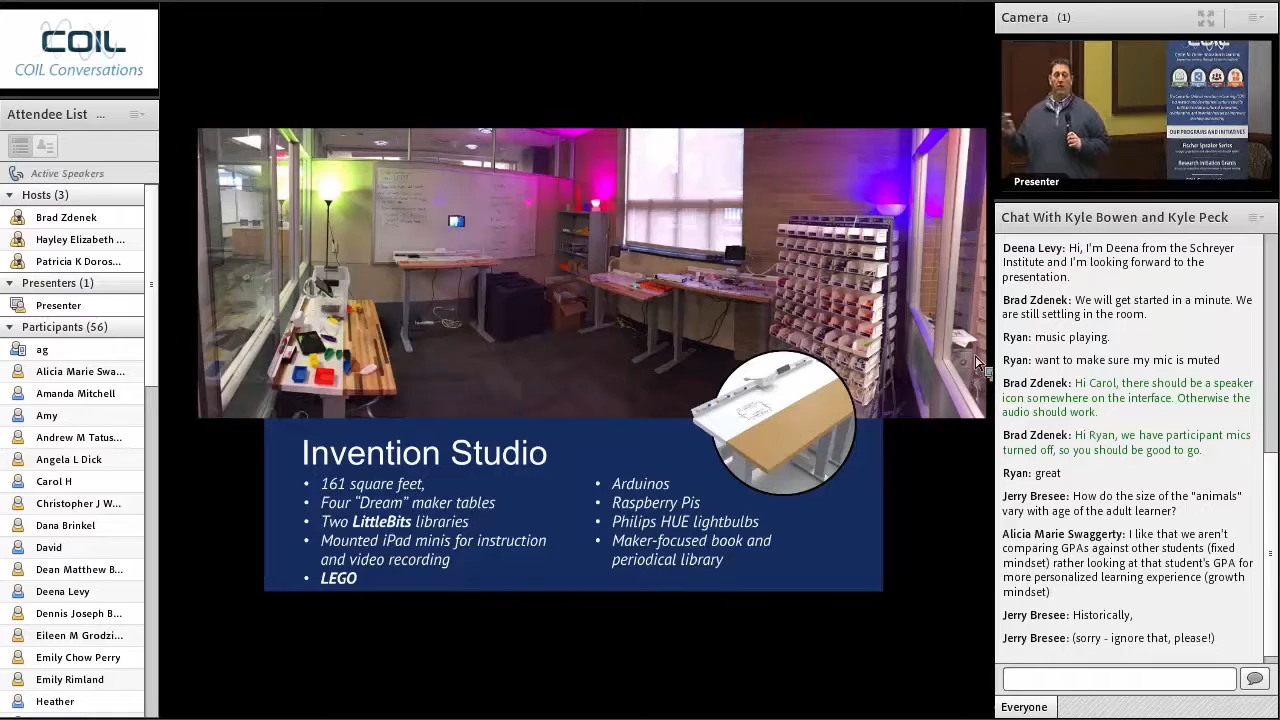 COIL
COIL Conversations
Attendee List ...
Active Speakers
Hosts (3)
Brad Zdenek
Hayley Elizabeth ...
Patricia K Doros...
Presenters (1)
Presenter
Participants (56)
ag
Alicia Marie Swa...
Amanda Mitchell
Amy
Andrew M Tatus...
Angela L Dick
Carol H
Christopher J W...
Dana Brinkel
David
Dean Matthew B...
Deena Levy
Dennis Joseph B...
Eileen M Grodzi...
Emily Chow Perry
Emily Rimland
Heather
Invention Studio
• 161 square feet,
• Four “Dream” maker tables
• Two LittleBits libraries
• Mounted iPad minis for instruction
and video recording
• LEGO
• Arduinos
• Raspberry Pis
• Philips HUE lightbulbs
• Maker-focused book and
periodical library
Camera (1)
OUR PROGRAMS AND INITIATIVES
Fischer Speaker Series
Research Initiation Grants
Presenter
Chat With Kyle Bowen and Kyle Peck
Deena Levy: Hi, I'm Deena from the Schreyer
Institute and I'm looking forward to the
presentation.
Brad Zdenek: We will get started in a minute. We
are still settling in the room.
Ryan: music playing.
Ryan: want to make sure my mic is muted
Brad Zdenek: Hi Carol, there should be a speaker
icon somewhere on the interface. Otherwise the
audio should work.
Brad Zdenek: Hi Ryan, we have participant mics
turned off, so you should be good to go.
Ryan: great
Jerry Bresee: How do the size of the "animals"
vary with age of the adult learner?
Alicia Marie Swaggerty: I like that we aren't
comparing GPAs against other students (fixed
mindset) rather looking at that student's GPA for
more personalized learning experience (growth
mindset)
Jerry Bresee: Historically,
Jerry Bresee: (sorry - ignore that, please!)
Everyone